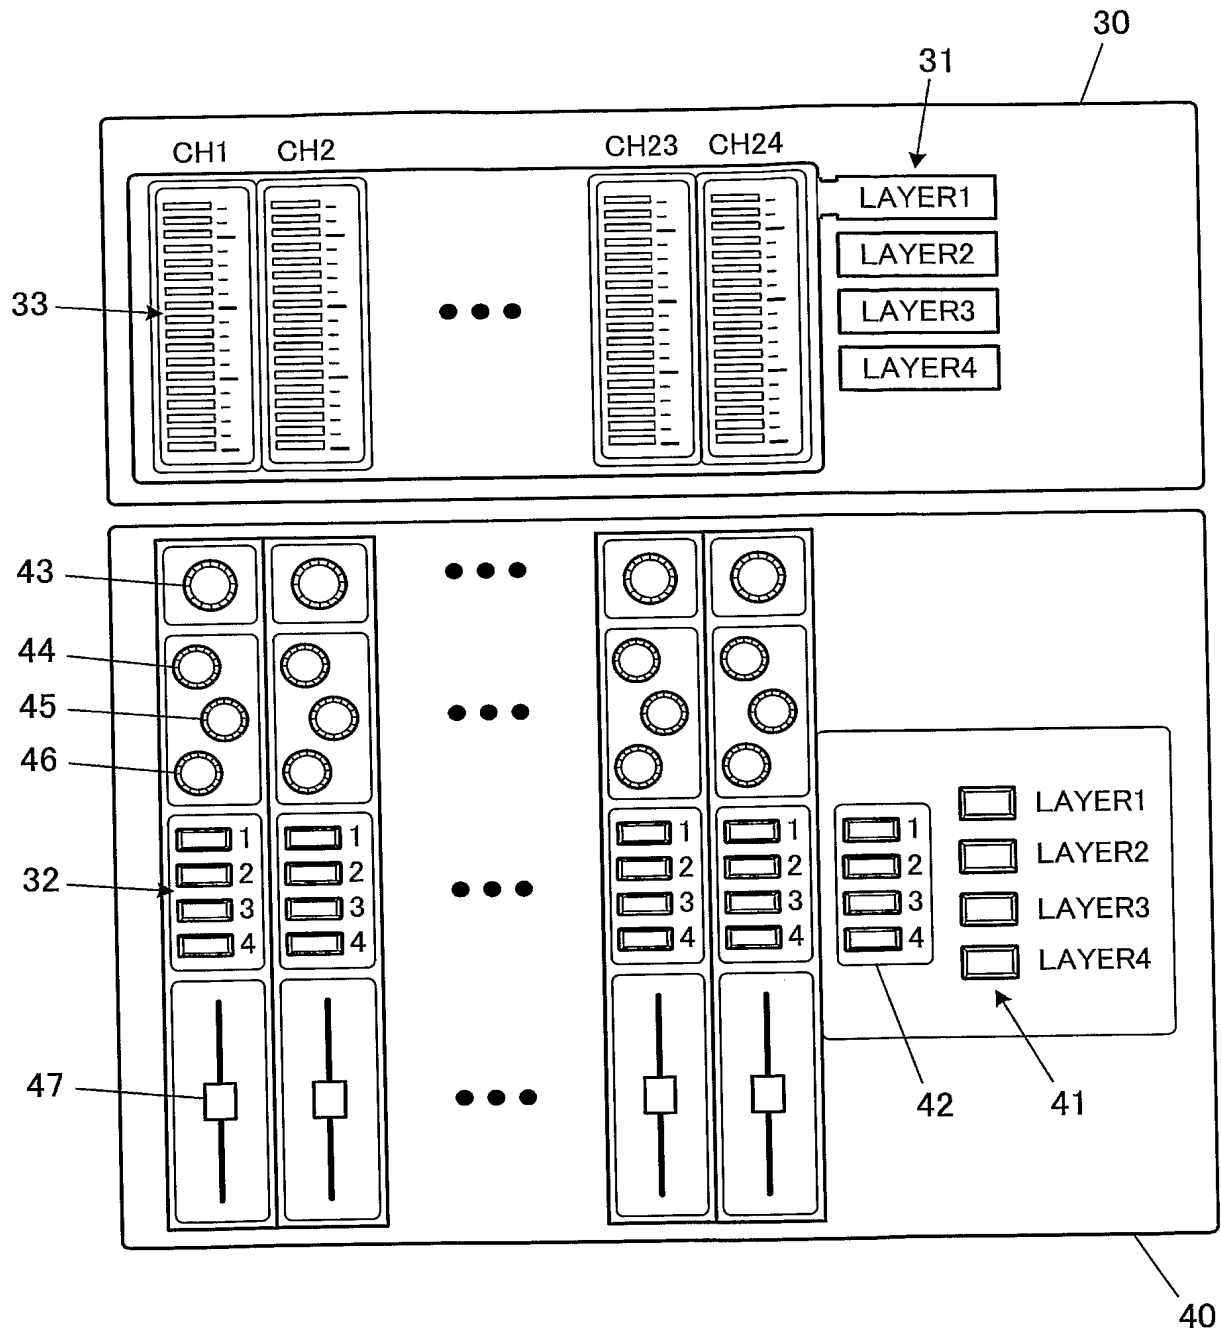 30
31
CH1 CH2 CH23 CH24
LAYER1
LAYER2
33
LAYER3
LAYER4
43
44
45
46
LAYER1
1 1 1 1 1
LAYER2
2 2 2 2 2
32
3 3 3 3 3
LAYER3
4 4 4 4 4
LAYER4
47
42
41
40